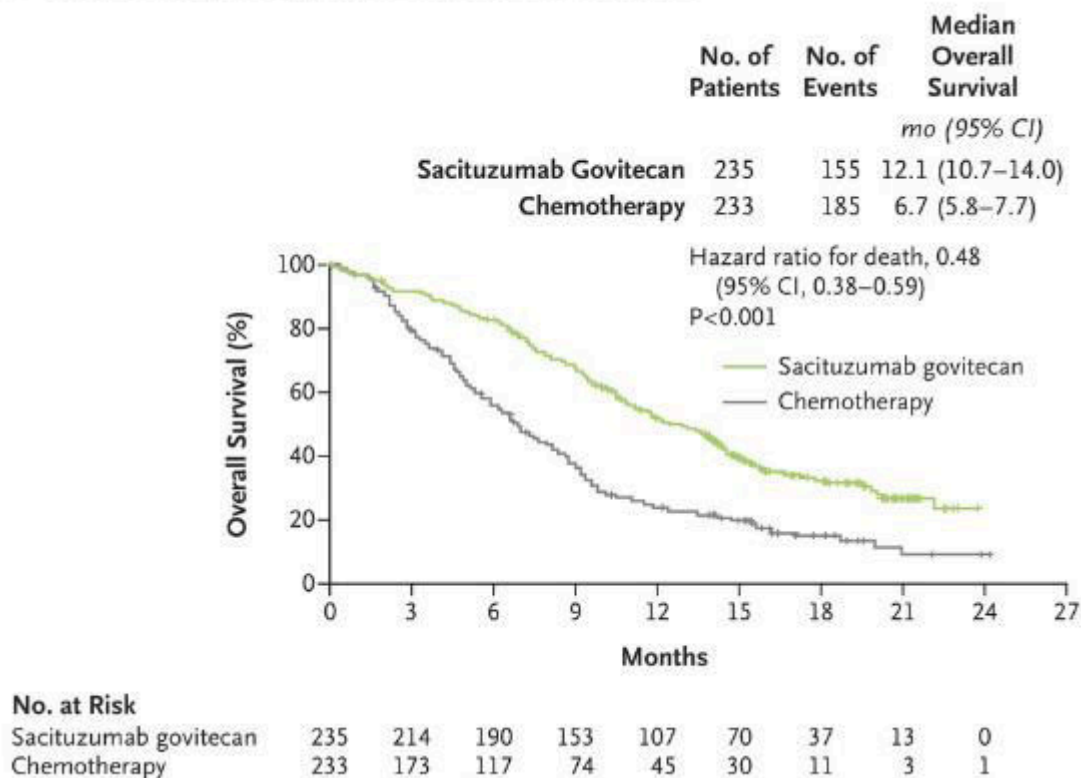 No. of Patients No. of Events Median Overall Survival
mo (95% CI)
Sacituzumab Govitecan 235 155 12.1 (10.7–14.0)
Chemotherapy 233 185 6.7 (5.8–7.7)
Hazard ratio for death, 0.48
(95% CI, 0.38–0.59)
P<0.001
Sacituzumab govitecan
Chemotherapy
Overall Survival (%)
100
80
60
40
20
0
0 3 6 9 12 15 18 21 24 27
Months
No. at Risk
Sacituzumab govitecan 235 214 190 153 107 70 37 13 0
Chemotherapy 233 173 117 74 45 30 11 3 1